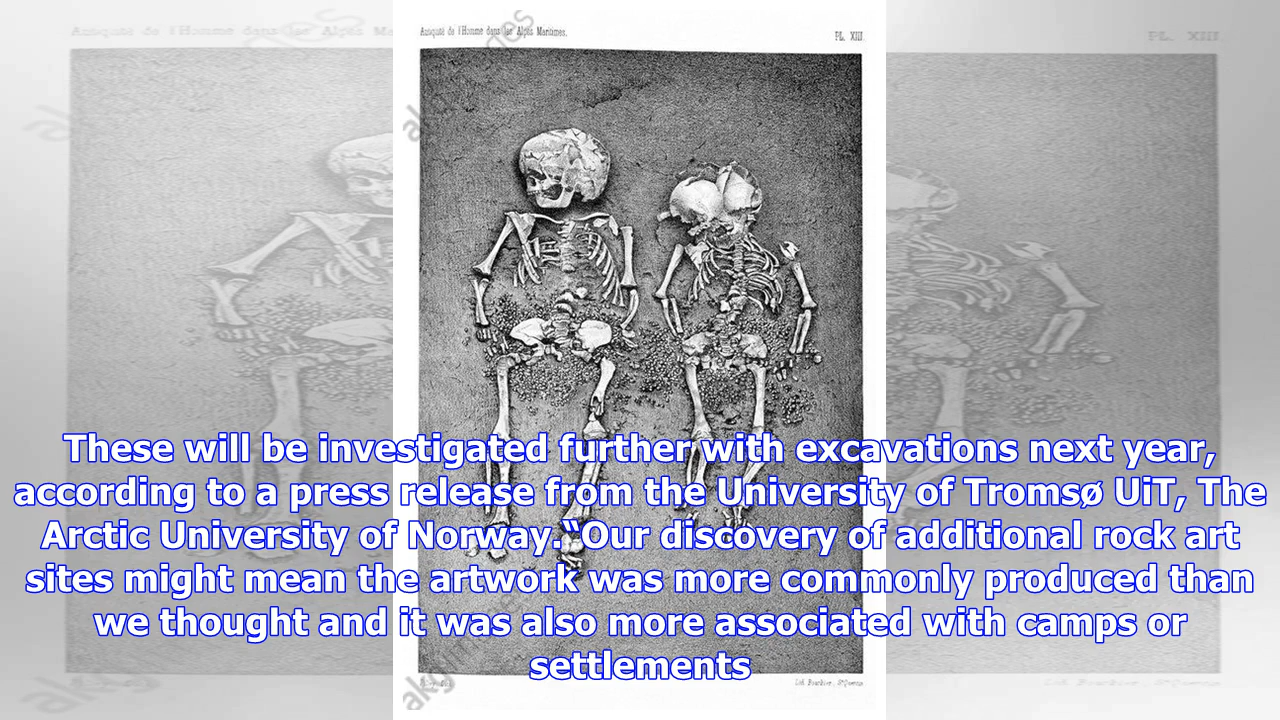 Antiquité de l'Homme dans les Alpes Maritimes.
PL. XIII.
These will be investigated further with excavations next year,
according to a press release from the University of Tromsø UiT, The
Arctic University of Norway.“Our discovery of additional rock art
sites might mean the artwork was more commonly produced than
we thought and it was also more associated with camps or
settlements